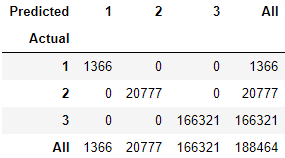 Predicted 1 2 3 All
Actual
1 1366 0 0 1366
2 0 20777 0 20777
3 0 0 166321 166321
All 1366 20777 166321 188464